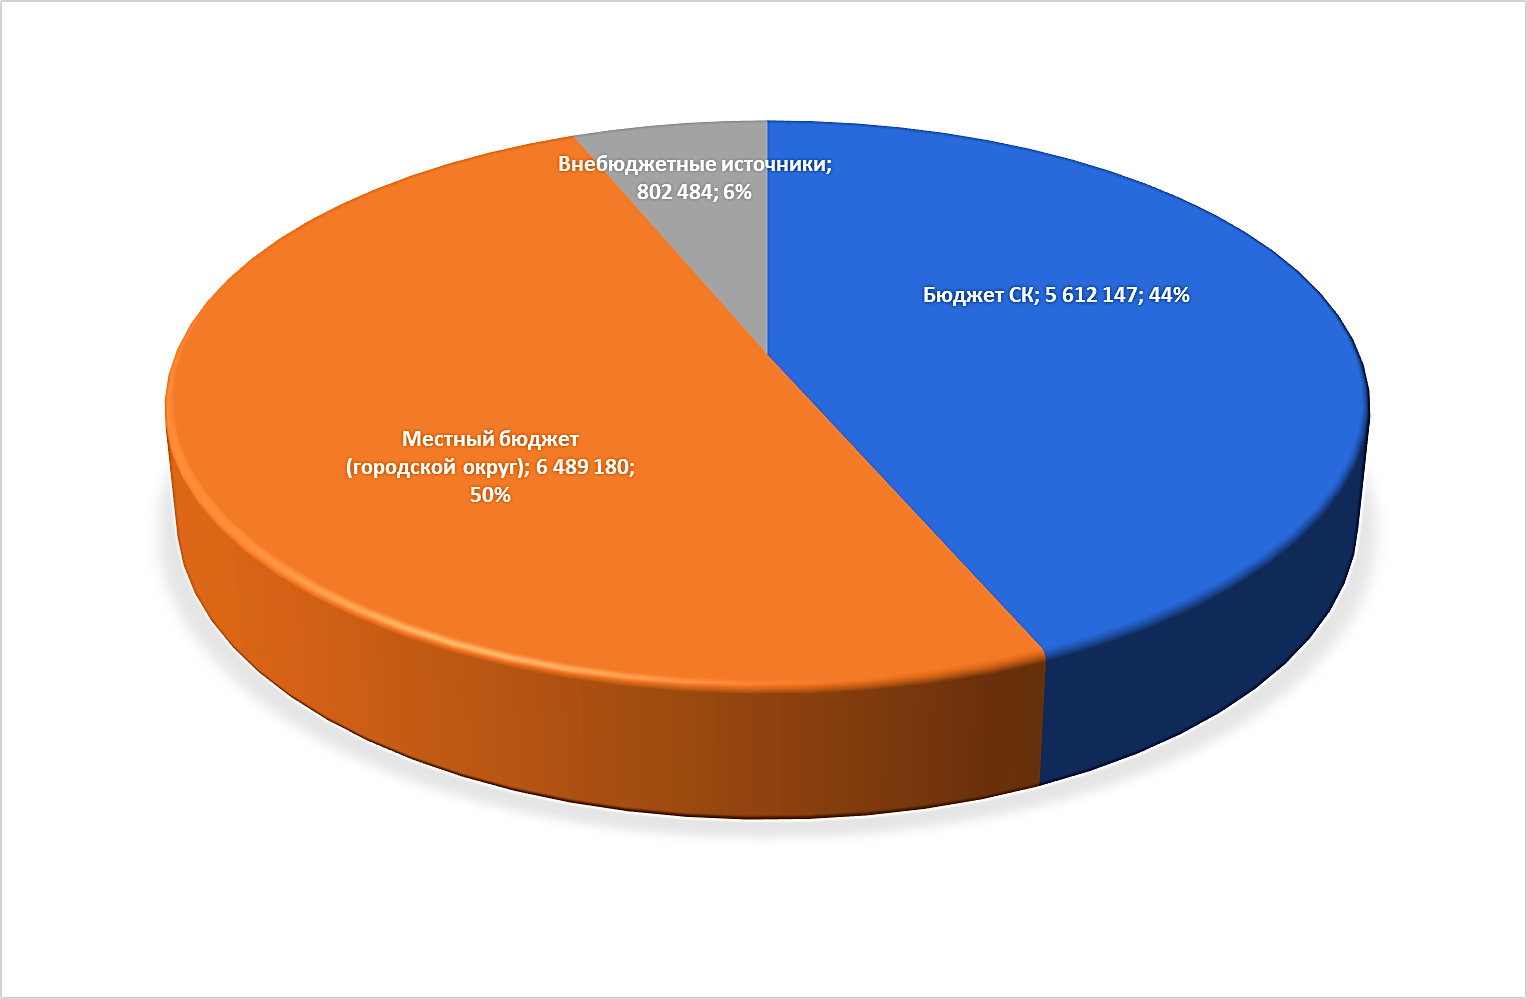 Внебюджетные источники;
802 484; 6%
Бюджет СК; 5 612 147; 44%
Местный бюджет
(городской округ); 6 489 180;
50%